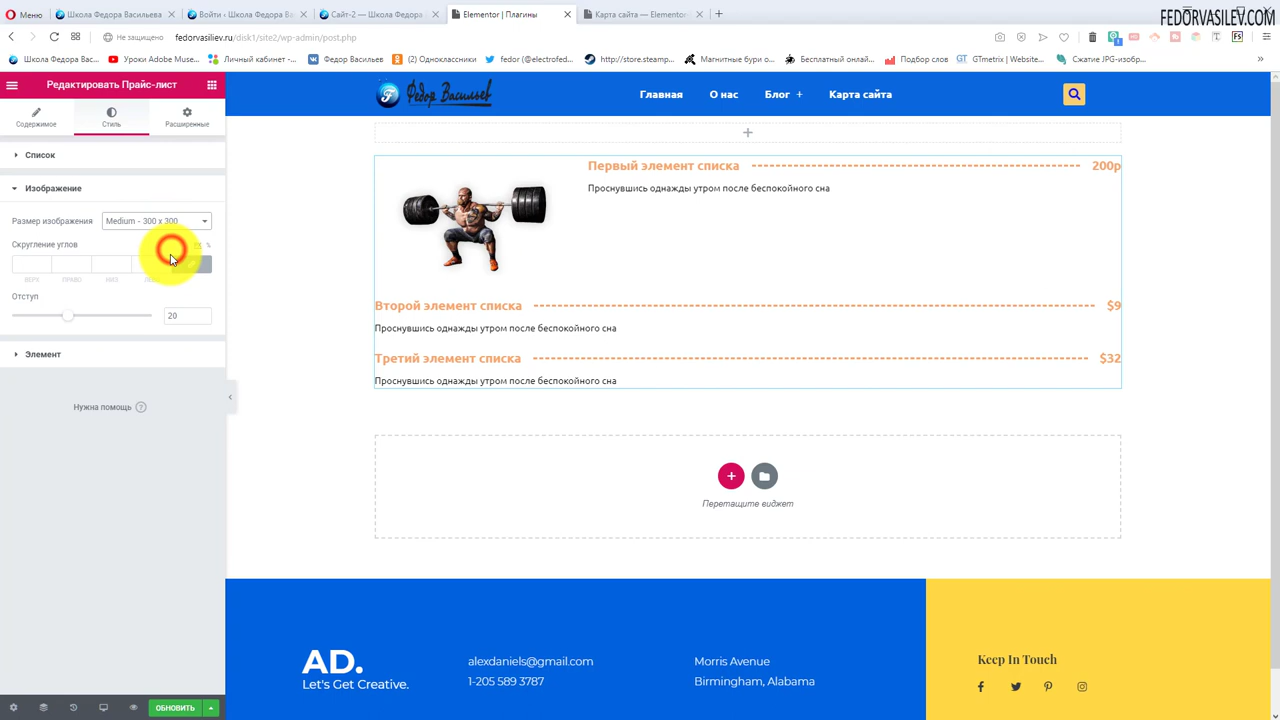 FEDORVASILEV.COM
Меню
Школа Федора Васильева
Войти ‹ Школа Федора В
Сайт-2 — Школа Федора
Elementor | Плагины
Карта сайта — Elementor
Не защищено
fedorvasiliev.ru/disk1/site2/wp-admin/post.php
Школа Федора Вас...
Уроки Adobe Muse
Личный кабинет -...
Федор Васильев
(2) Одноклассники
fedor (@electrofed...
http://store.steamp...
Магнитные бури о...
Бесплатный онлай...
Подбор слов
GTmetrix | Website...
Сжатие JPG-изобр...
Редактировать Прайс-лист
Содержимое
Стиль
Расширенные
Список
Изображение
Размер изображения
Medium - 300 x 300
Скругление углов
%
ВЕРХ
ПРАВО
НИЗ
Отступ
20
Элемент
Нужна помощь
ОБНОВИТЬ
Федор Васильев
Главная
О нас
Блог +
Карта сайта
Первый элемент списка
200р
Проснувшись однажды утром после беспокойного сна
Второй элемент списка
$9
Проснувшись однажды утром после беспокойного сна
Третий элемент списка
$32
Проснувшись однажды утром после беспокойного сна
Перетащите виджет
AD.
Let's Get Creative.
alexdaniels@gmail.com
1-205 589 3787
Morris Avenue
Birmingham, Alabama
Keep In Touch